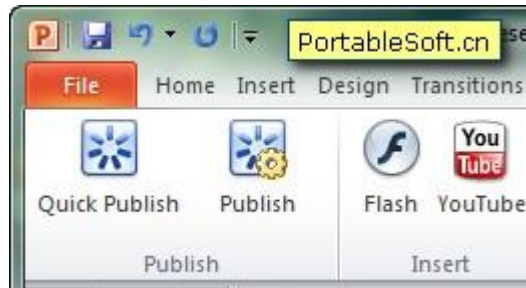 P
PortableSoft.cn
File Home Insert Design Transitions
You
Tube
Quick Publish Publish Flash YouTube
Publish Insert